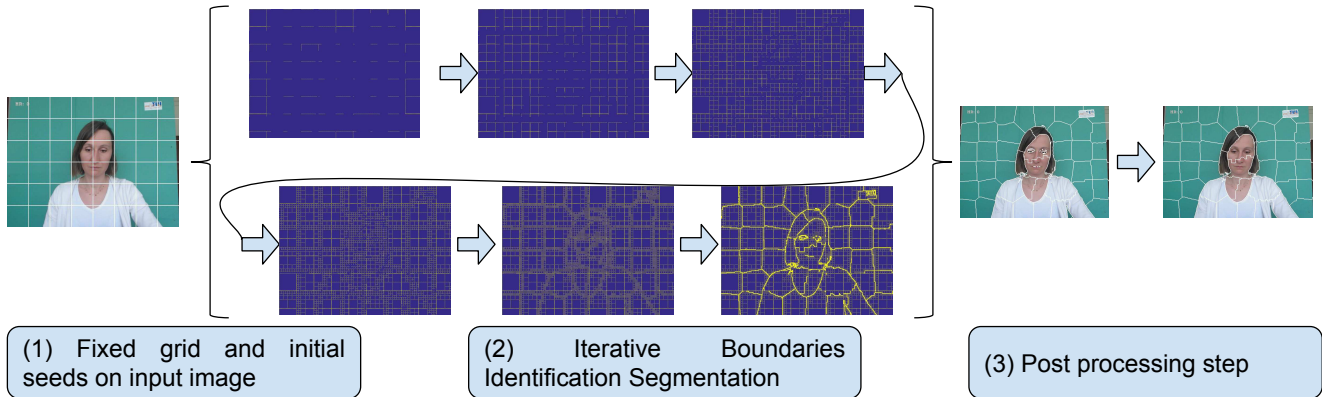 (1) Fixed grid and initial
seeds on input image
(2) Iterative Boundaries
Identification Segmentation
(3) Post processing step